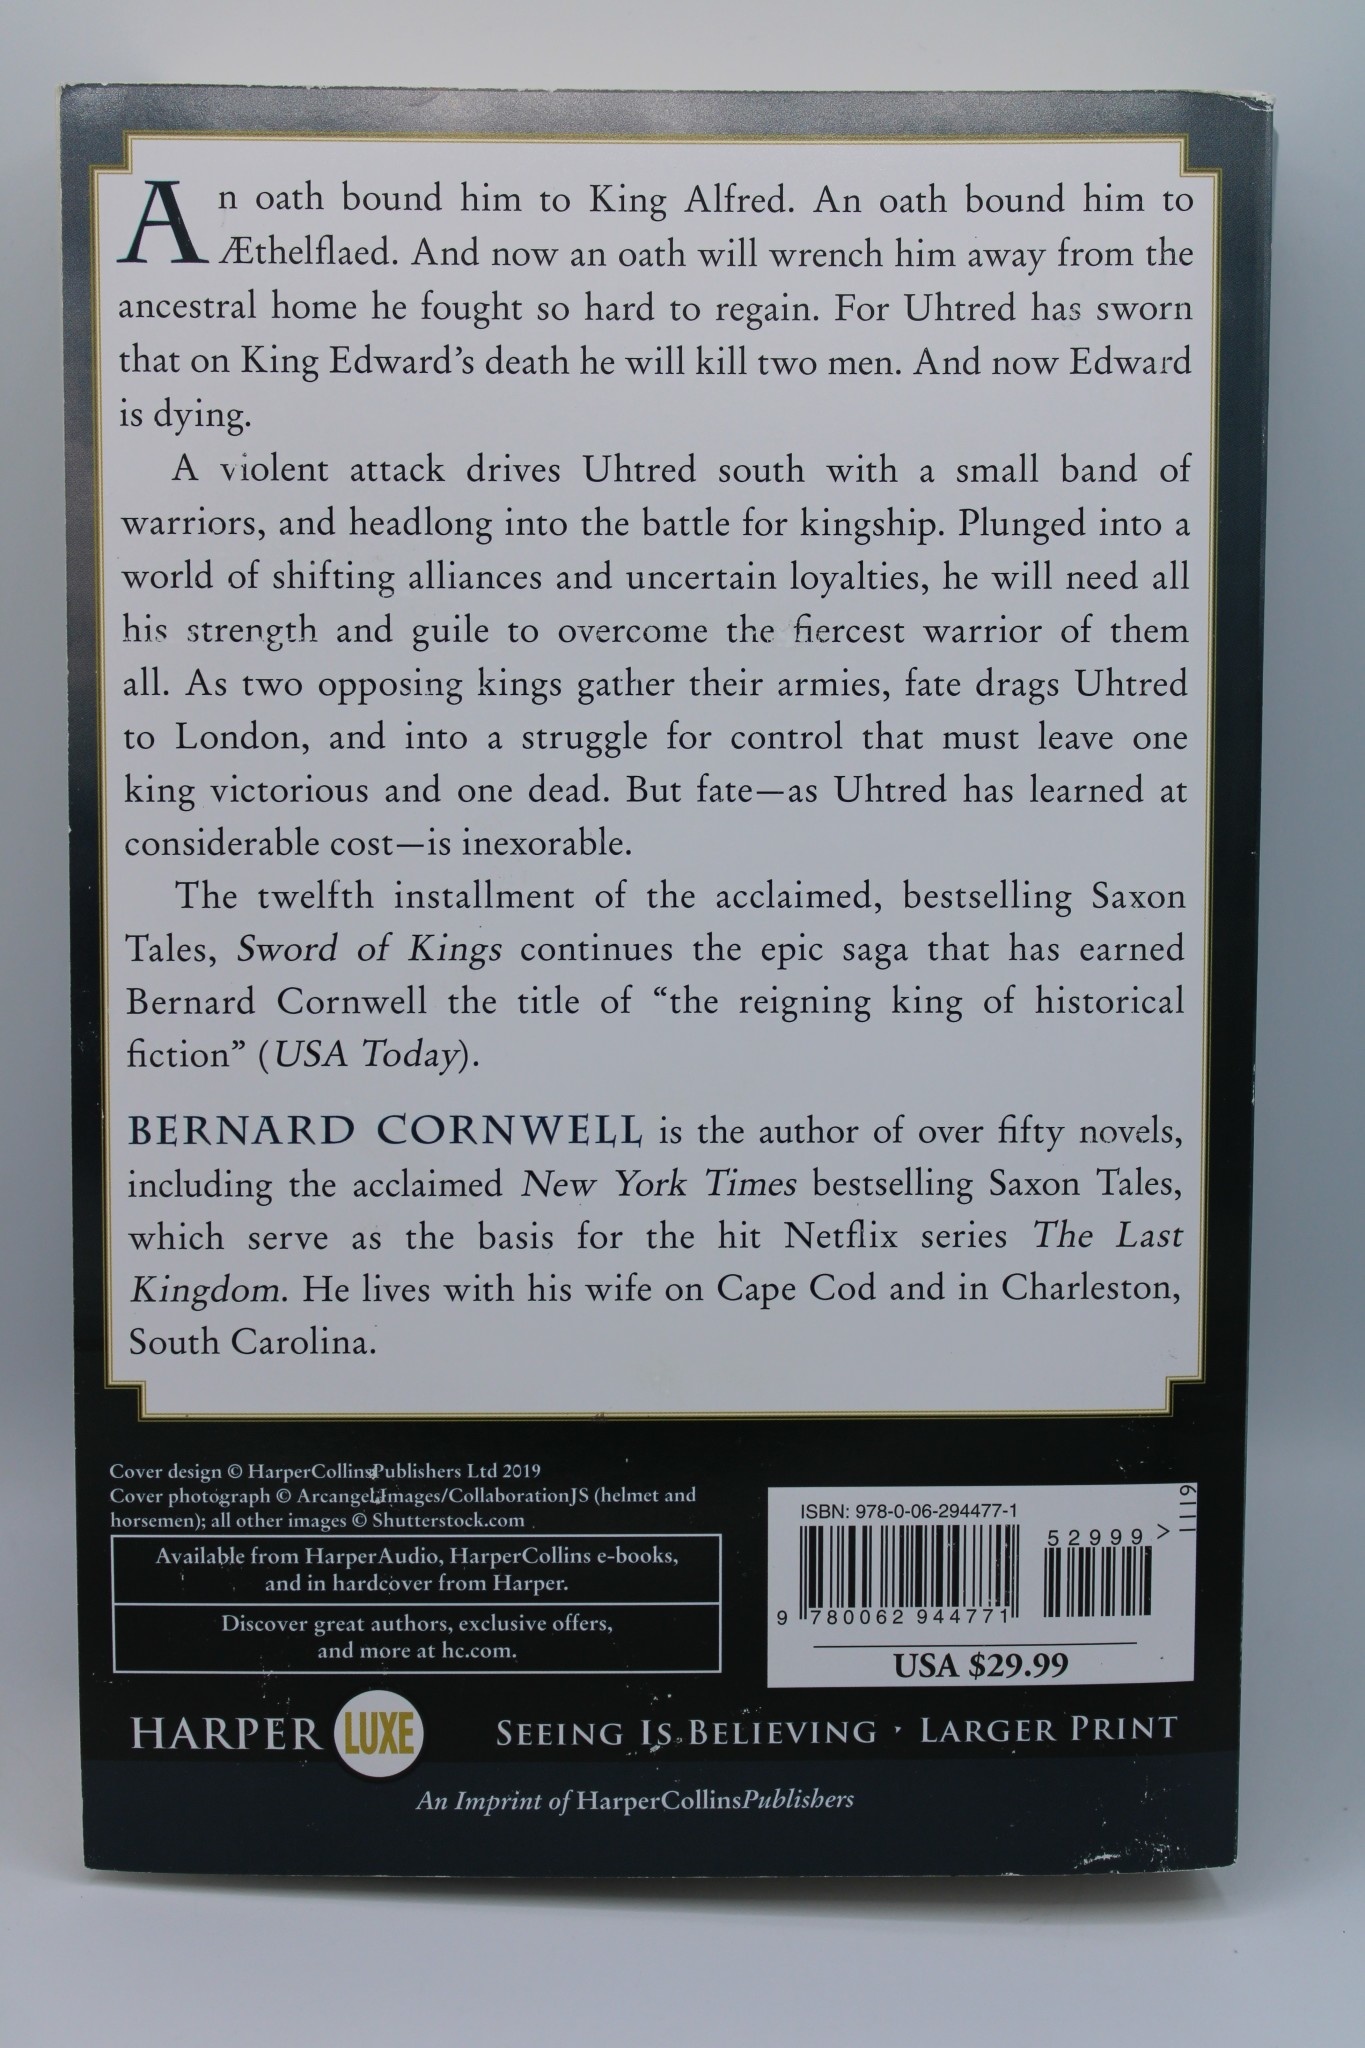 An oath bound him to King Alfred. An oath bound him to
Æthelflaed. And now an oath will wrench him away from the
ancestral home he fought so hard to regain. For Uhtred has sworn
that on King Edward’s death he will kill two men. And now Edward
is dying.
A violent attack drives Uhtred south with a small band of
warriors, and headlong into the battle for kingship. Plunged into a
world of shifting alliances and uncertain loyalties, he will need all
his strength and guile to overcome the fiercest warrior of them
all. As two opposing kings gather their armies, fate drags Uhtred
to London, and into a struggle for control that must leave one
king victorious and one dead. But fate—as Uhtred has learned at
considerable cost—is inexorable.
The twelfth installment of the acclaimed, bestselling Saxon
Tales, Sword of Kings continues the epic saga that has earned
Bernard Cornwell the title of “the reigning king of historical
fiction” (USA Today).
BERNARD CORNWELL is the author of over fifty novels,
including the acclaimed New York Times bestselling Saxon Tales,
which serve as the basis for the hit Netflix series The Last
Kingdom. He lives with his wife on Cape Cod and in Charleston,
South Carolina.
Cover design © HarperCollinsPublishers Ltd 2019
Cover photograph © Arcangel Images/CollaborationJS (helmet and
horsemen); all other images © Shutterstock.com
Available from HarperAudio, HarperCollins e-books,
and in hardcover from Harper.
Discover great authors, exclusive offers,
and more at hc.com.
ISBN: 978-0-06-294477-1
52999 >
1119
9 780062 944771
USA $29.99
HARPER LUXE
SEEING IS BELIEVING · LARGER PRINT
An Imprint of HarperCollinsPublishers